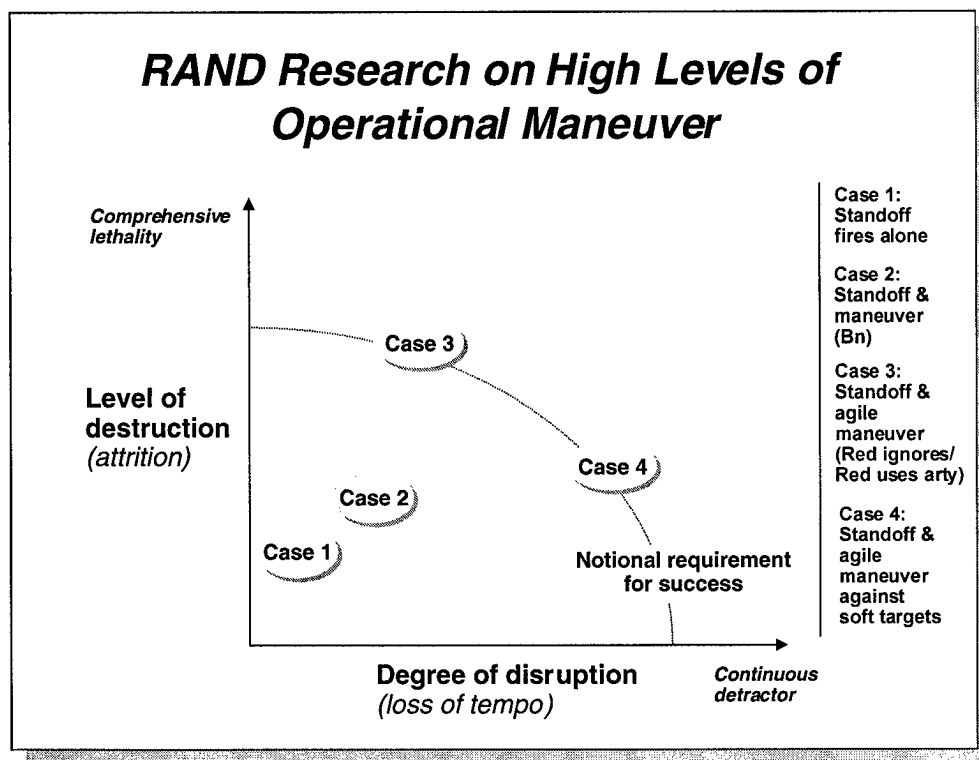 RAND Research on High Levels of
Operational Maneuver
Comprehensive
lethality
Level of
destruction
(attrition)
Case 3
Case 4
Case 2
Case 1
Notional requirement
for success
Degree of disruption
(loss of tempo)
Continuous
detractor
Case 1:
Standoff
fires alone
Case 2:
Standoff &
maneuver
(Bn)
Case 3:
Standoff &
agile
maneuver
(Red ignores/
Red uses arty)
Case 4:
Standoff &
agile
maneuver
against
soft targets